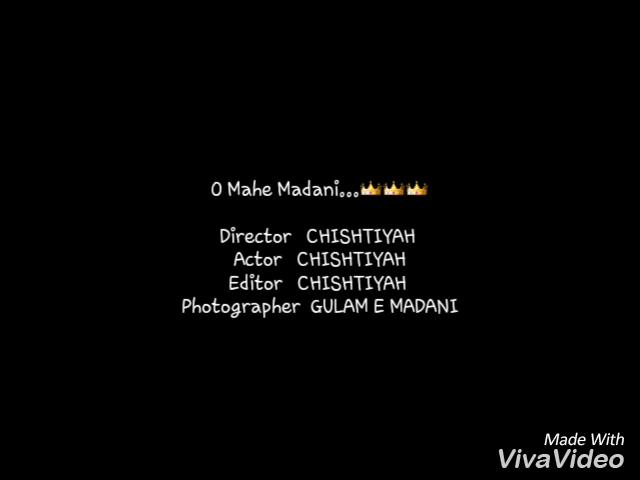 O Mahe Madani...👑👑👑
Director CHISHTIYAH
Actor CHISHTIYAH
Editor CHISHTIYAH
Photographer GULAM E MADANI
Made With
VivaVideo